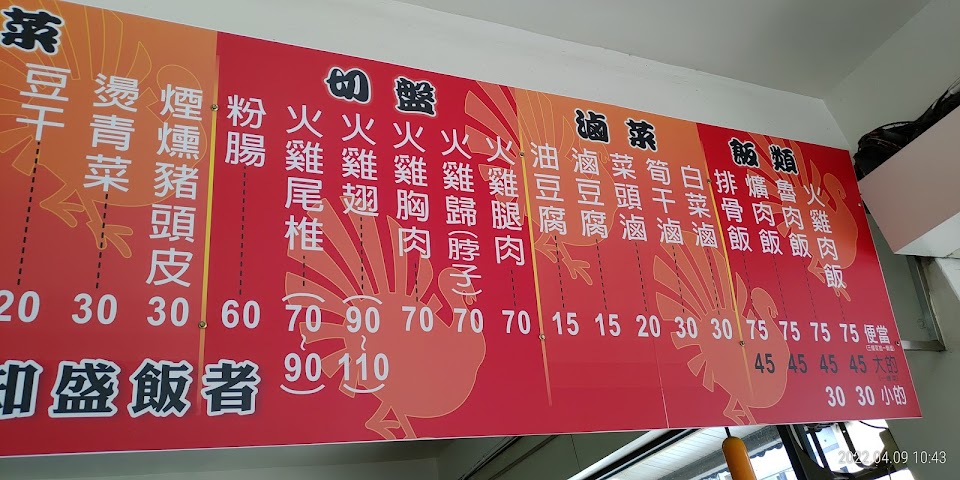 飯類
火雞肉飯 75 45 30
魯肉飯 75 45 30
爌肉飯 75 45
排骨飯 75 45
便當
大的
小的
滷菜
白菜滷 30
筍干滷 30
菜頭滷 20
滷豆腐 15
油豆腐 15
切盤
火雞腿肉 70
火雞歸(脖子) 70
火雞胸肉 70
火雞翅 (90~110)
火雞尾椎 (70~90)
粉腸 60
菜
煙燻豬頭皮 30
燙青菜 30
豆干 20
知盛飯者
2022.04.09 10:43